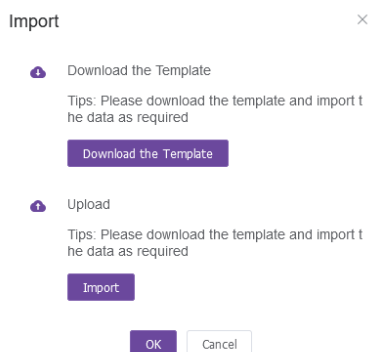 Import
Download the Template
Tips: Please download the template and import t
he data as required
Download the Template
Upload
Tips: Please download the template and import t
he data as required
Import
OK
Cancel